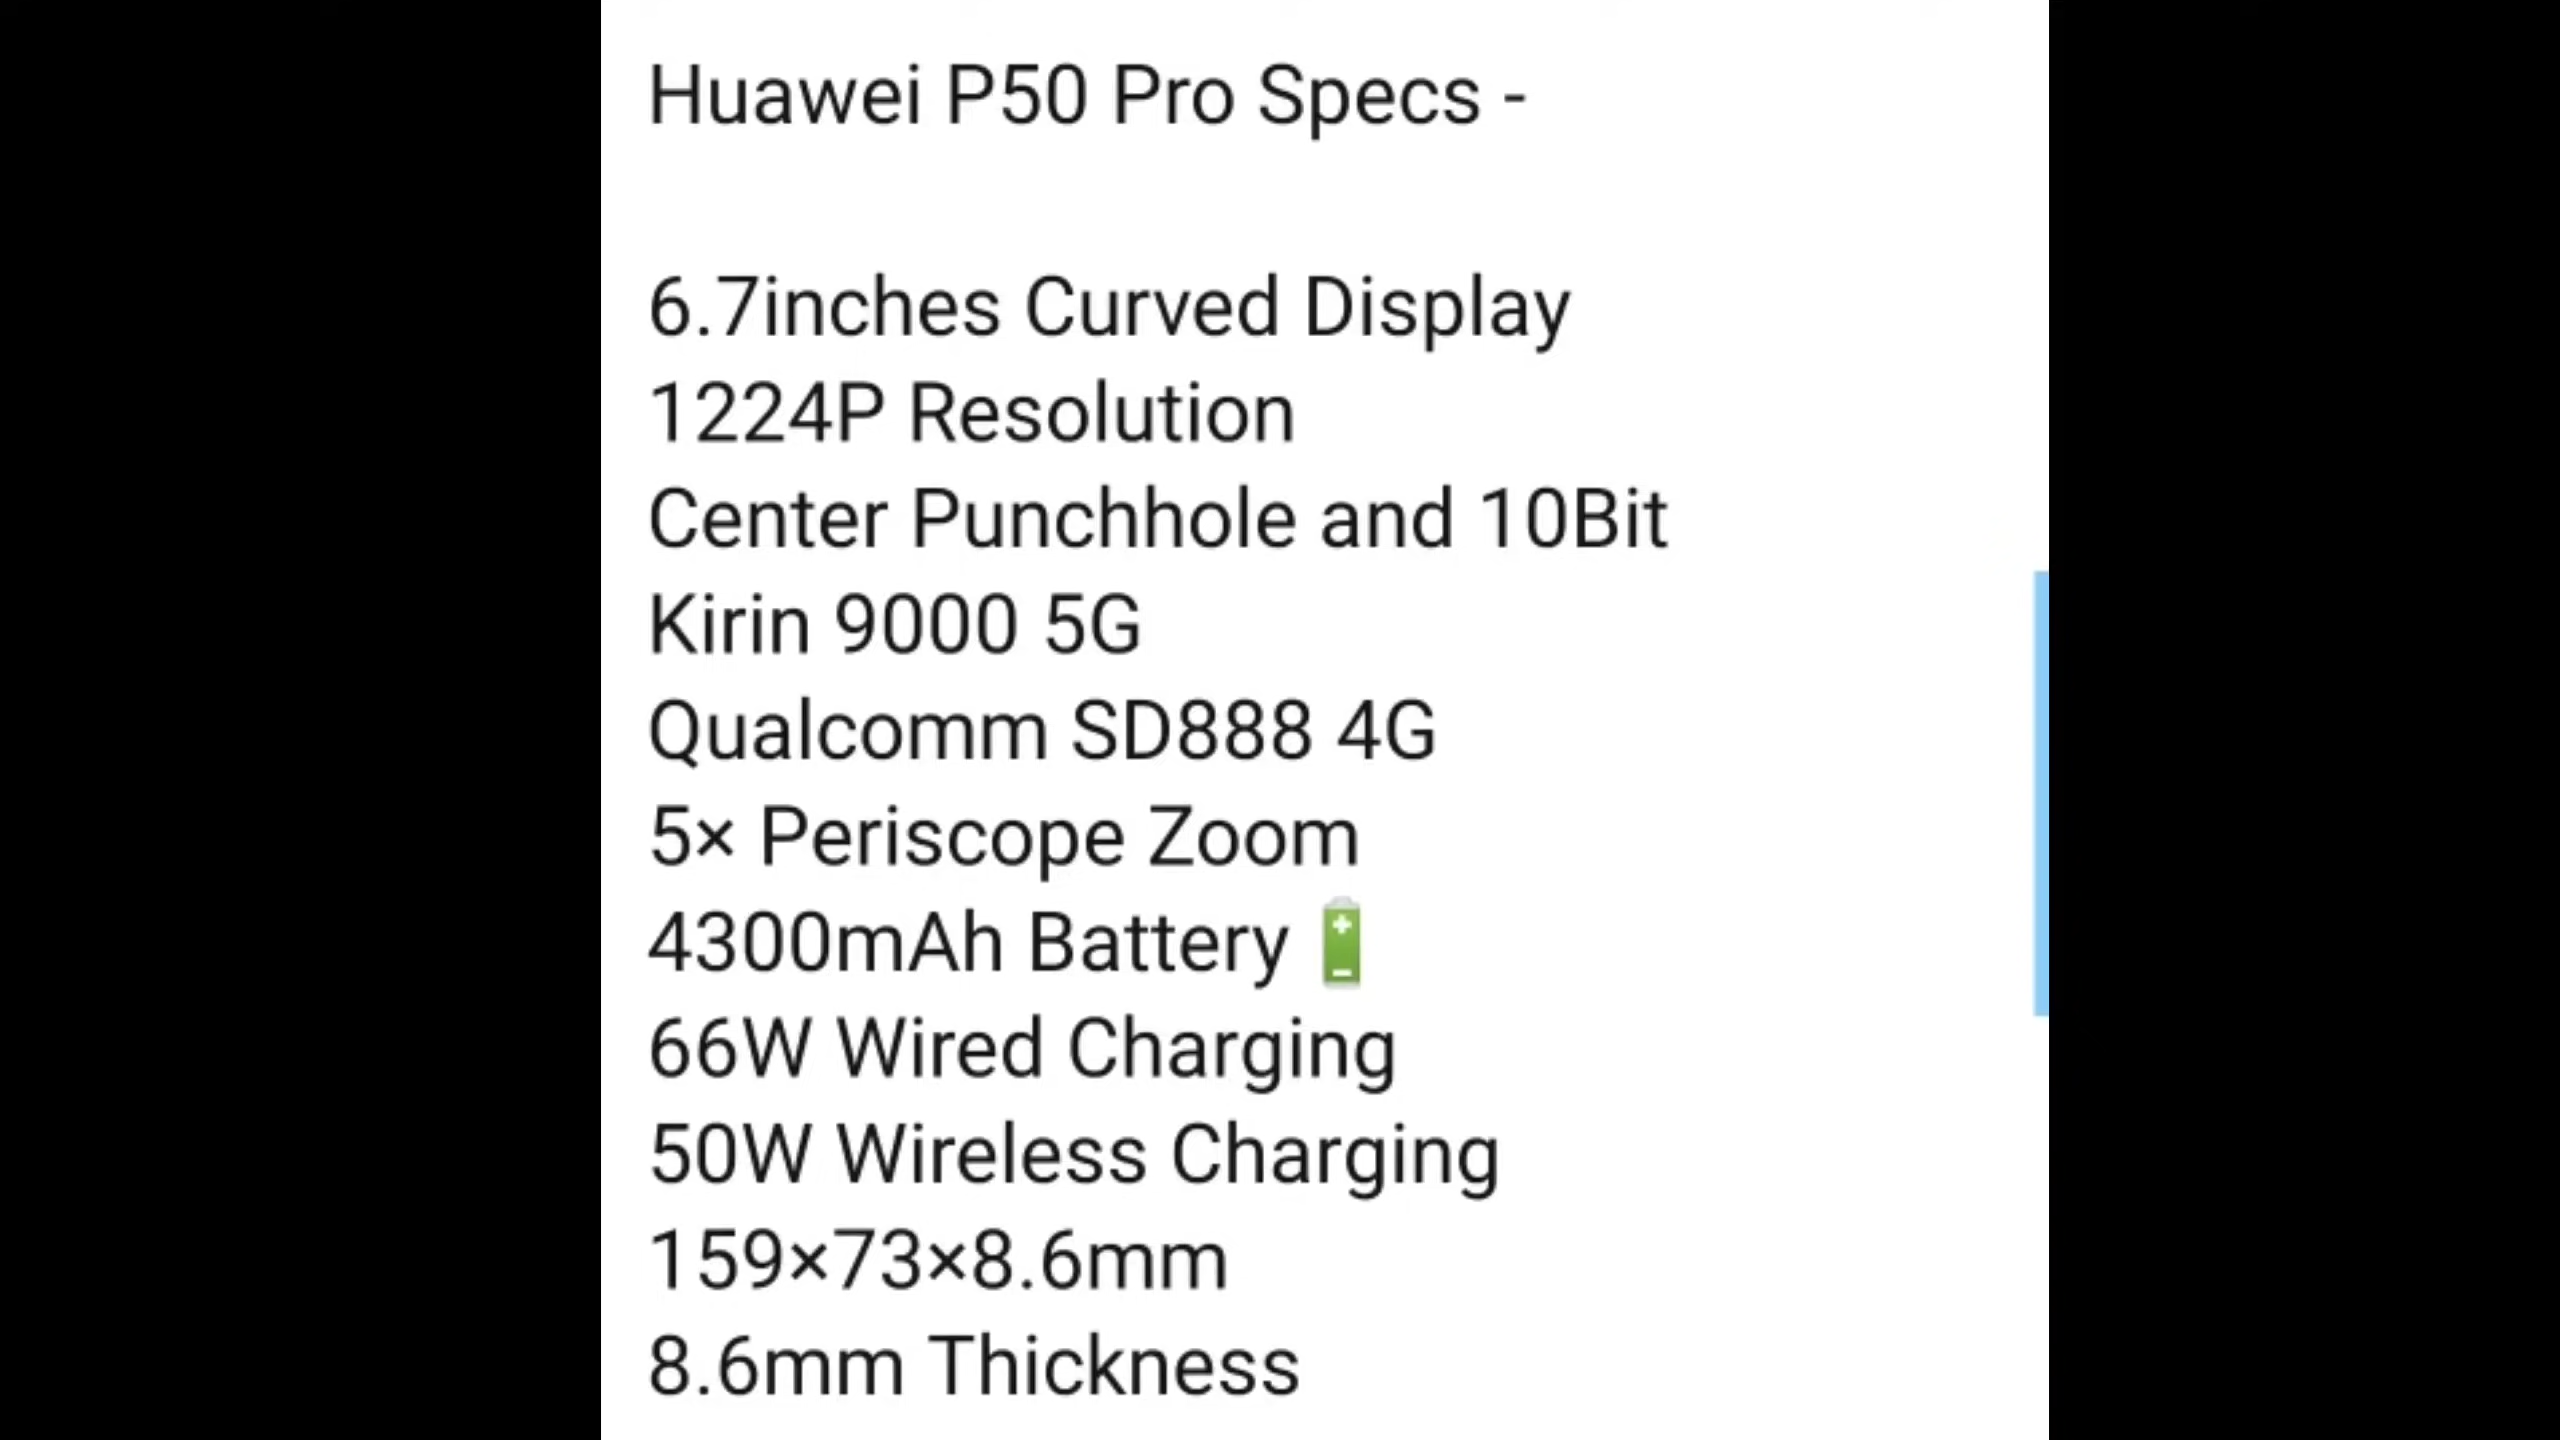 Huawei P50 Pro Specs -
6.7inches Curved Display
1224P Resolution
Center Punchhole and 10Bit
Kirin 9000 5G
Qualcomm SD888 4G
5× Periscope Zoom
4300mAh Battery 🔋
66W Wired Charging
50W Wireless Charging
159×73×8.6mm
8.6mm Thickness